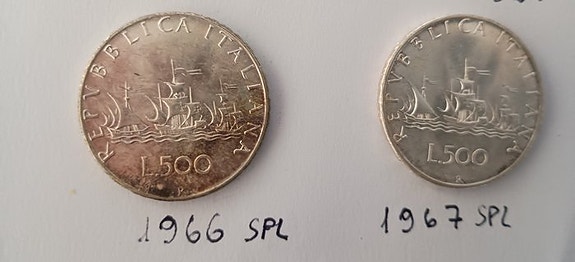 REPVBBLICA ITALIANA
L.500
R
REPVBBLICA ITALIANA
L.500
R
1966 SPL
1967 SPL